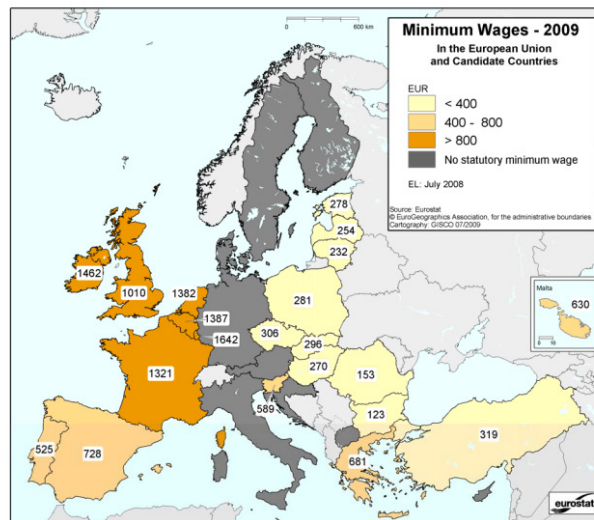 600 km
Minimum Wages - 2009
In the European Union
and Candidate Countries
EUR
< 400
400 - 800
> 800
No statutory minimum wage
EL: July 2008
Source: Eurostat
© EuroGeographics Association, for the administrative boundaries
Cartography: GISCO 07/2009
278
254
232
1462
1010
1382
281
1387
306
1642
296
270
1321
153
589
123
525
728
681
319
Malta
630
eurostat